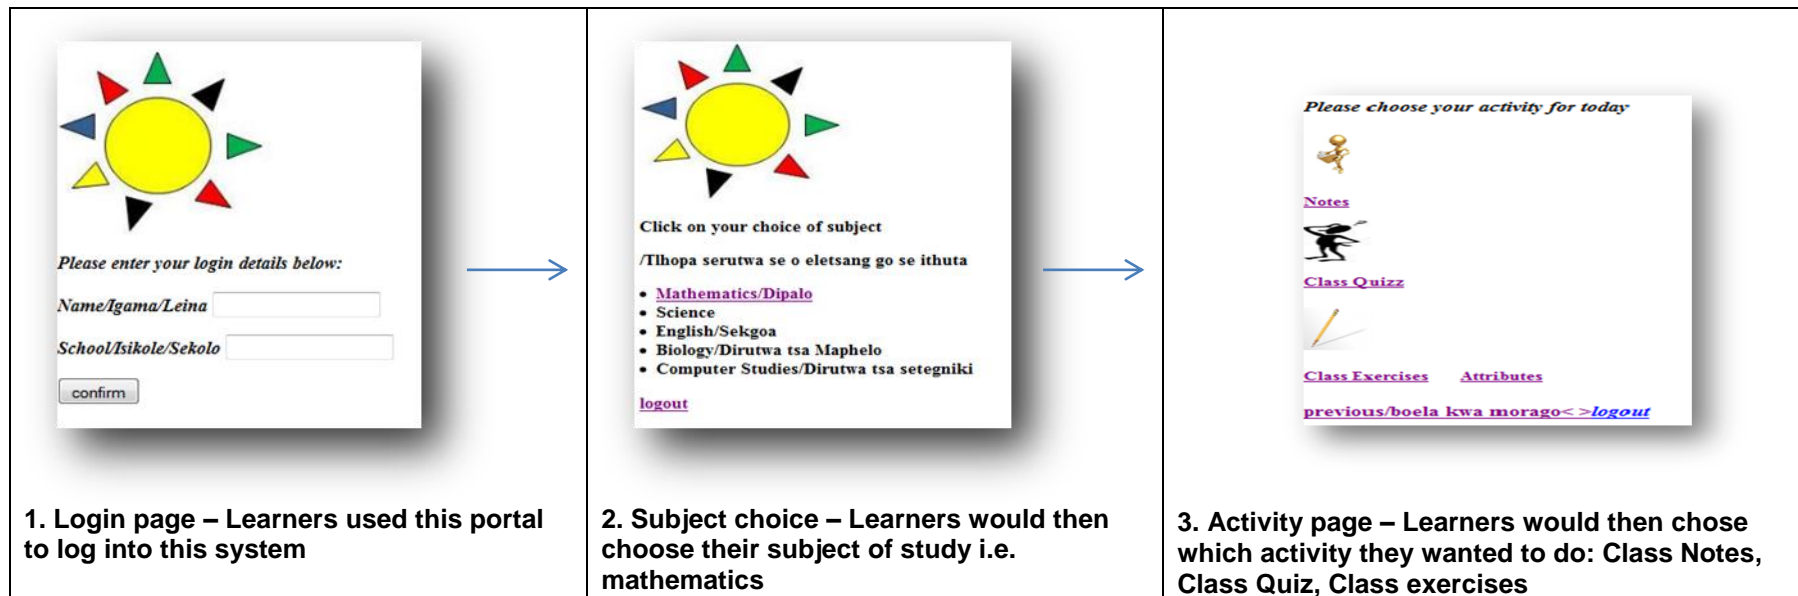 Please enter your login details below:
Name/Igama/Leina
School/Isikole/Sekolo
confirm
1. Login page – Learners used this portal
to log into this system
Click on your choice of subject
/Tlhopa serutwa se o eletsang go se ithuta
• Mathematics/Dipalo
• Science
• English/Sekgoa
• Biology/Dirutwa tsa Maphelo
• Computer Studies/Dirutwa tsa setegniki
logout
2. Subject choice – Learners would then
choose their subject of study i.e.
mathematics
Please choose your activity for today
Notes
Class Quizz
Class Exercises Attributes
previous/boela kwa morago< >logout
3. Activity page – Learners would then chose
which activity they wanted to do: Class Notes,
Class Quiz, Class exercises